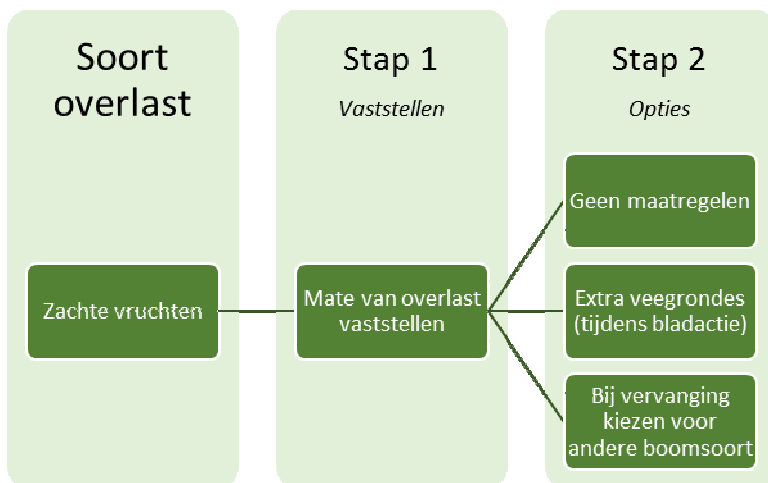 Soort
overlast
Stap 1
Vaststellen
Stap 2
Opties
Zachte vruchten
Mate van overlast
vaststellen
Geen maatregelen
Extra veegrondes
(tijdens bladactie)
Bij vervanging
kiezen voor
andere boomsoort